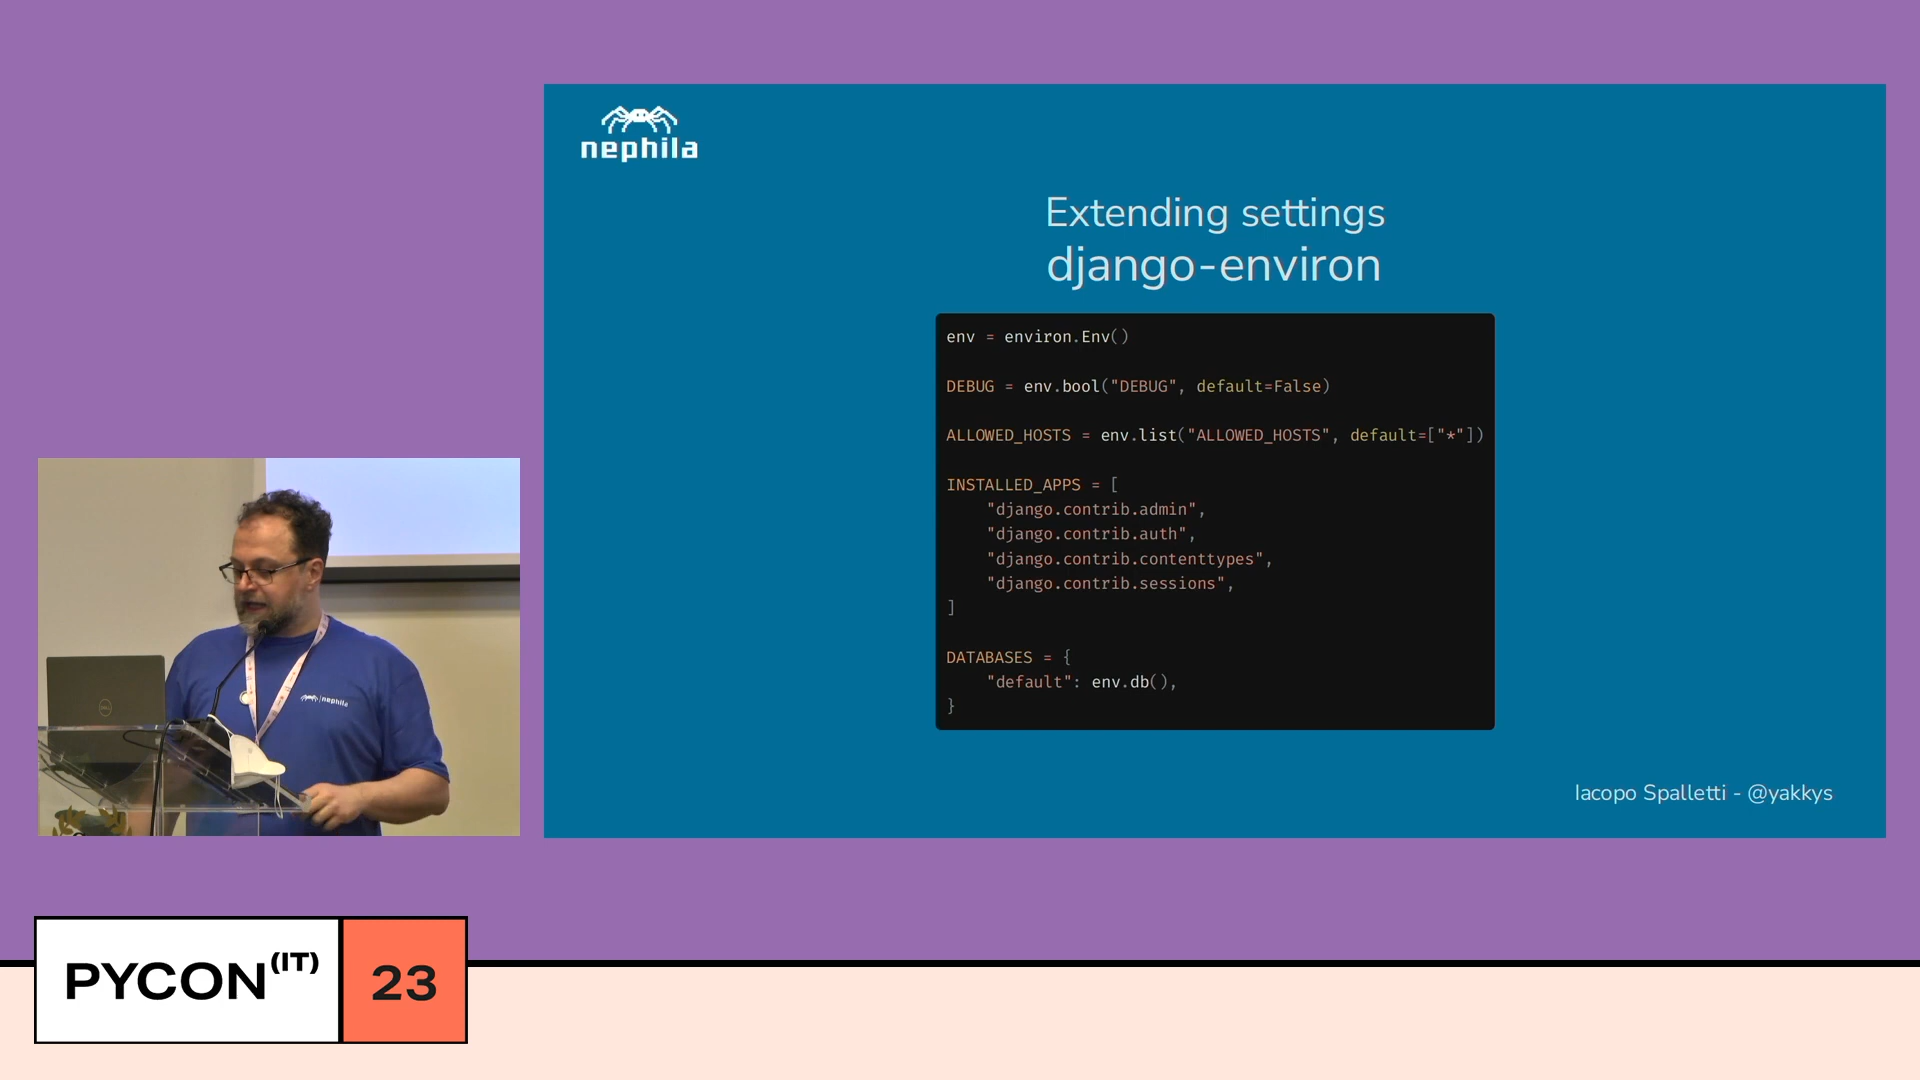 nephila
Extending settings
django-environ
env = environ.Env()
DEBUG = env.bool("DEBUG", default=False)
ALLOWED_HOSTS = env.list("ALLOWED_HOSTS", default=["*"])
INSTALLED_APPS = [
    "django.contrib.admin",
    "django.contrib.auth",
    "django.contrib.contenttypes",
    "django.contrib.sessions",
]
DATABASES = {
    "default": env.db(),
}
Iacopo Spalletti - @yakkys
nephila
DELL
PYCON(IT) 23